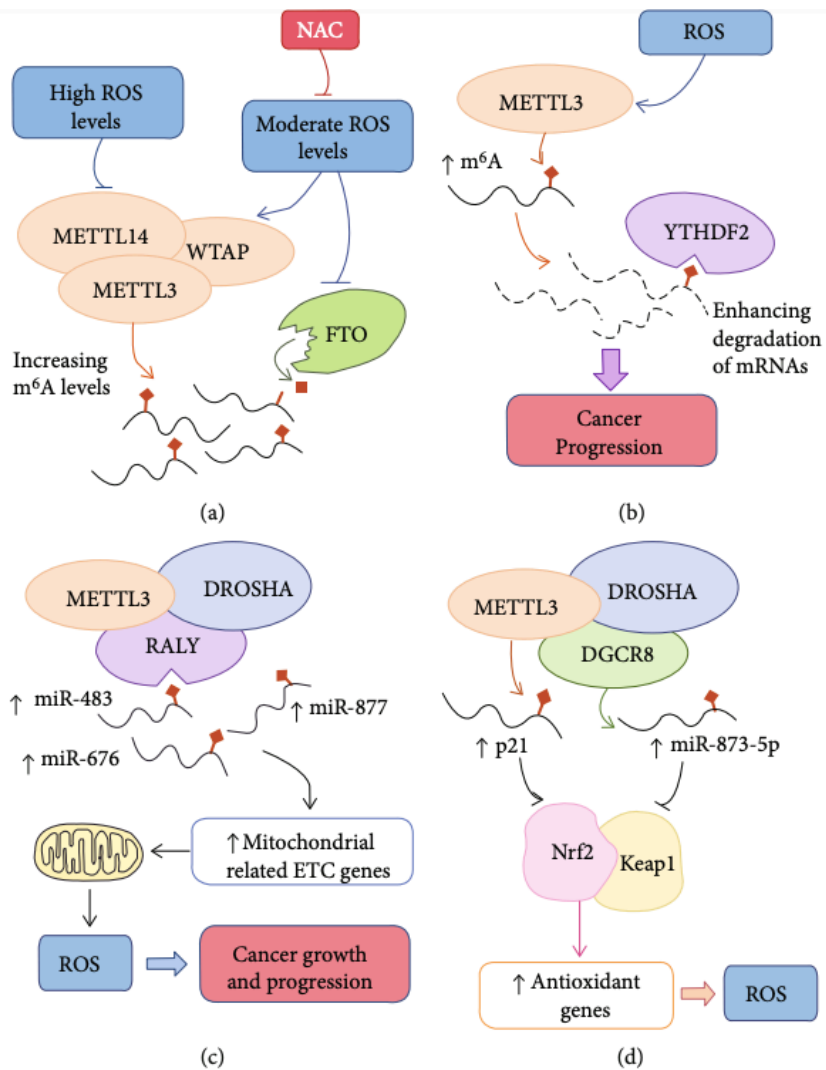 NAC
High ROS
levels
Moderate ROS
levels
METTL14
WTAP
METTL3
FTO
Increasing
m⁶A levels
(a)
ROS
METTL3
↑ m⁶A
YTHDF2
Enhancing
degradation
of mRNAs
Cancer
Progression
(b)
METTL3
DROSHA
RALY
↑ miR-483
↑ miR-877
↑ miR-676
↑ Mitochondrial
related ETC genes
ROS
Cancer growth
and progression
(c)
METTL3
DROSHA
DGCR8
↑ p21
↑ miR-873-5p
Nrf2
Keap1
↑ Antioxidant
genes
ROS
(d)